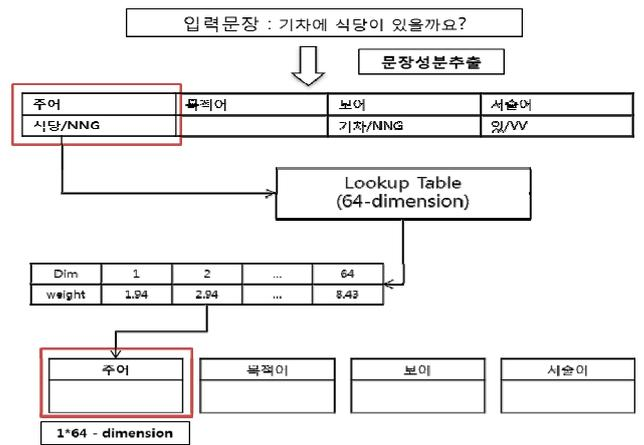 입력문장 : 기차에 식당이 있을까요?
문장성분추출
주어 목적어 보어 서술어
식당/NNG 기차/NNG 있/VV
Lookup Table
(64-dimension)
Dim 1 2 ... 64
weight 1.94 2.94 ... 8.43
주어 목적어 보어 서술어
1*64 - dimension